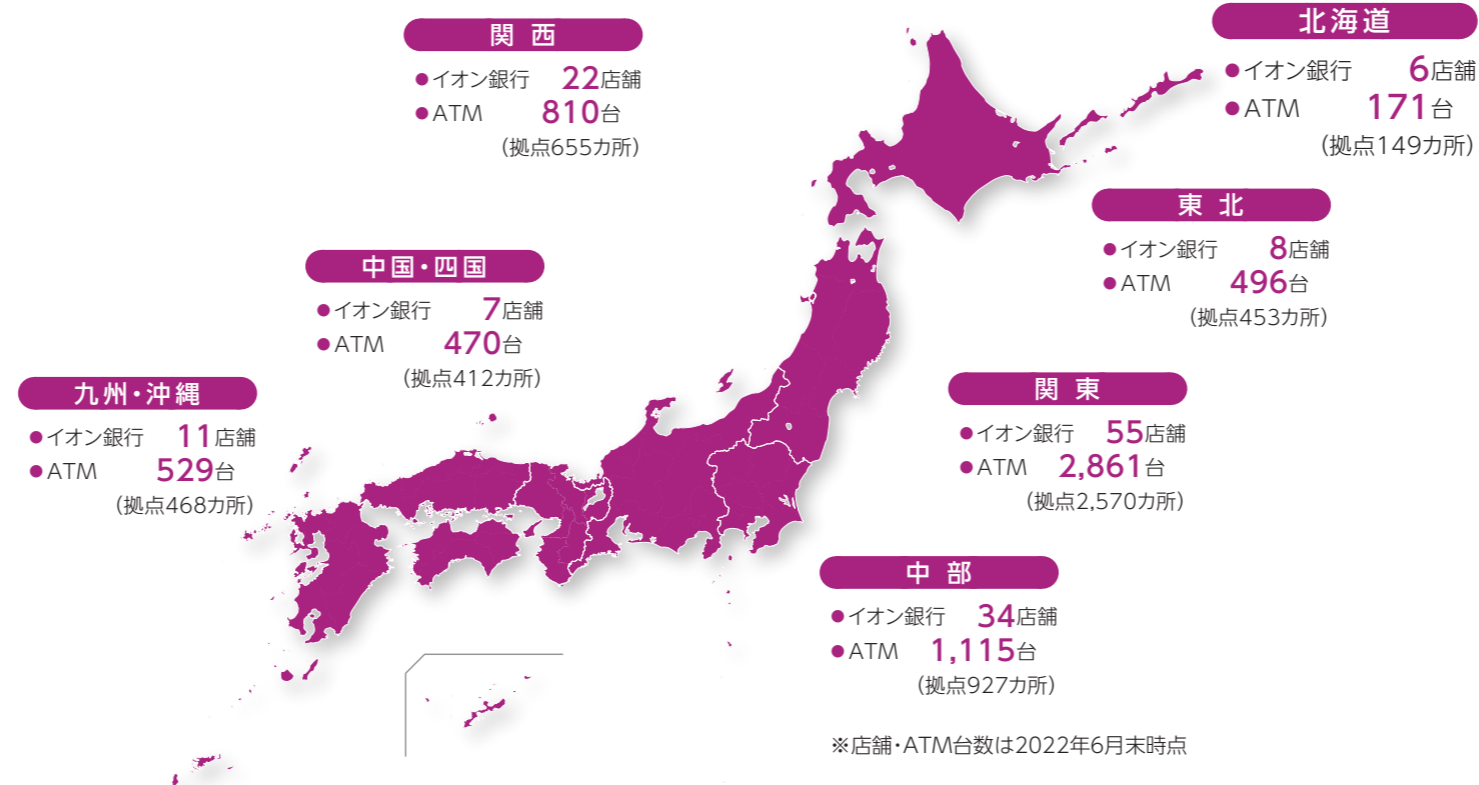 北海道
●イオン銀行 6店舗
●ATM 171台
(拠点149カ所)
東北
●イオン銀行 8店舗
●ATM 496台
(拠点453カ所)
関東
●イオン銀行 55店舗
●ATM 2,861台
(拠点2,570カ所)
中部
●イオン銀行 34店舗
●ATM 1,115台
(拠点927カ所)
関西
●イオン銀行 22店舗
●ATM 810台
(拠点655カ所)
中国・四国
●イオン銀行 7店舗
●ATM 470台
(拠点412カ所)
九州・沖縄
●イオン銀行 11店舗
●ATM 529台
(拠点468カ所)
※店舗・ATM台数は2022年6月末時点